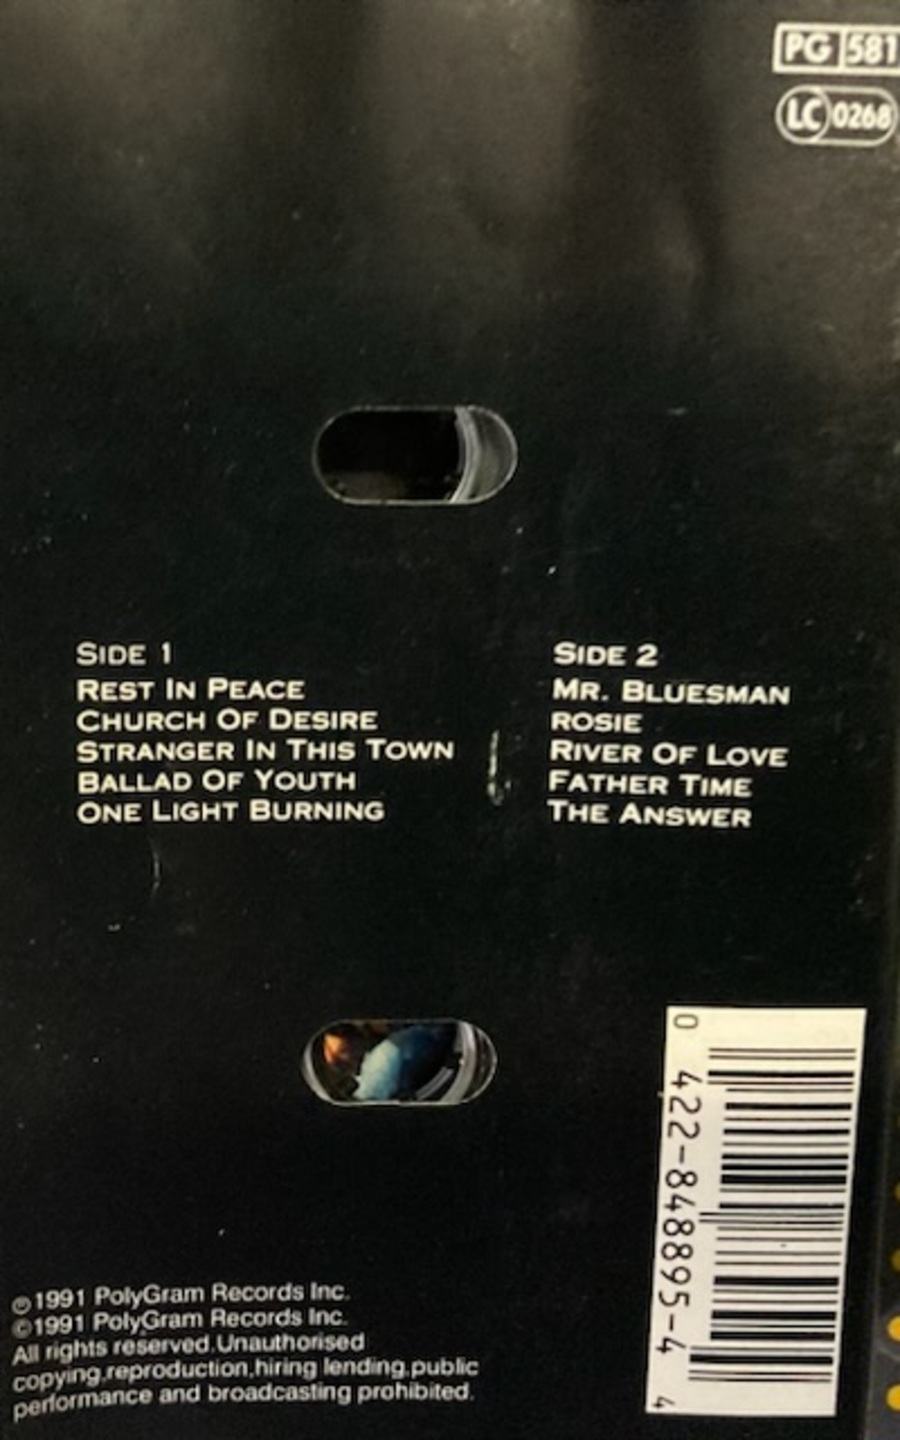 PG 581
LC 0268
SIDE 1
REST IN PEACE
CHURCH OF DESIRE
STRANGER IN THIS TOWN
BALLAD OF YOUTH
ONE LIGHT BURNING
SIDE 2
MR. BLUESMAN
ROSIE
RIVER OF LOVE
FATHER TIME
THE ANSWER
0 422-848895-4 4
℗1991 PolyGram Records Inc.
©1991 PolyGram Records Inc.
All rights reserved.Unauthorised
copying,reproduction,hiring lending,public
performance and broadcasting prohibited.